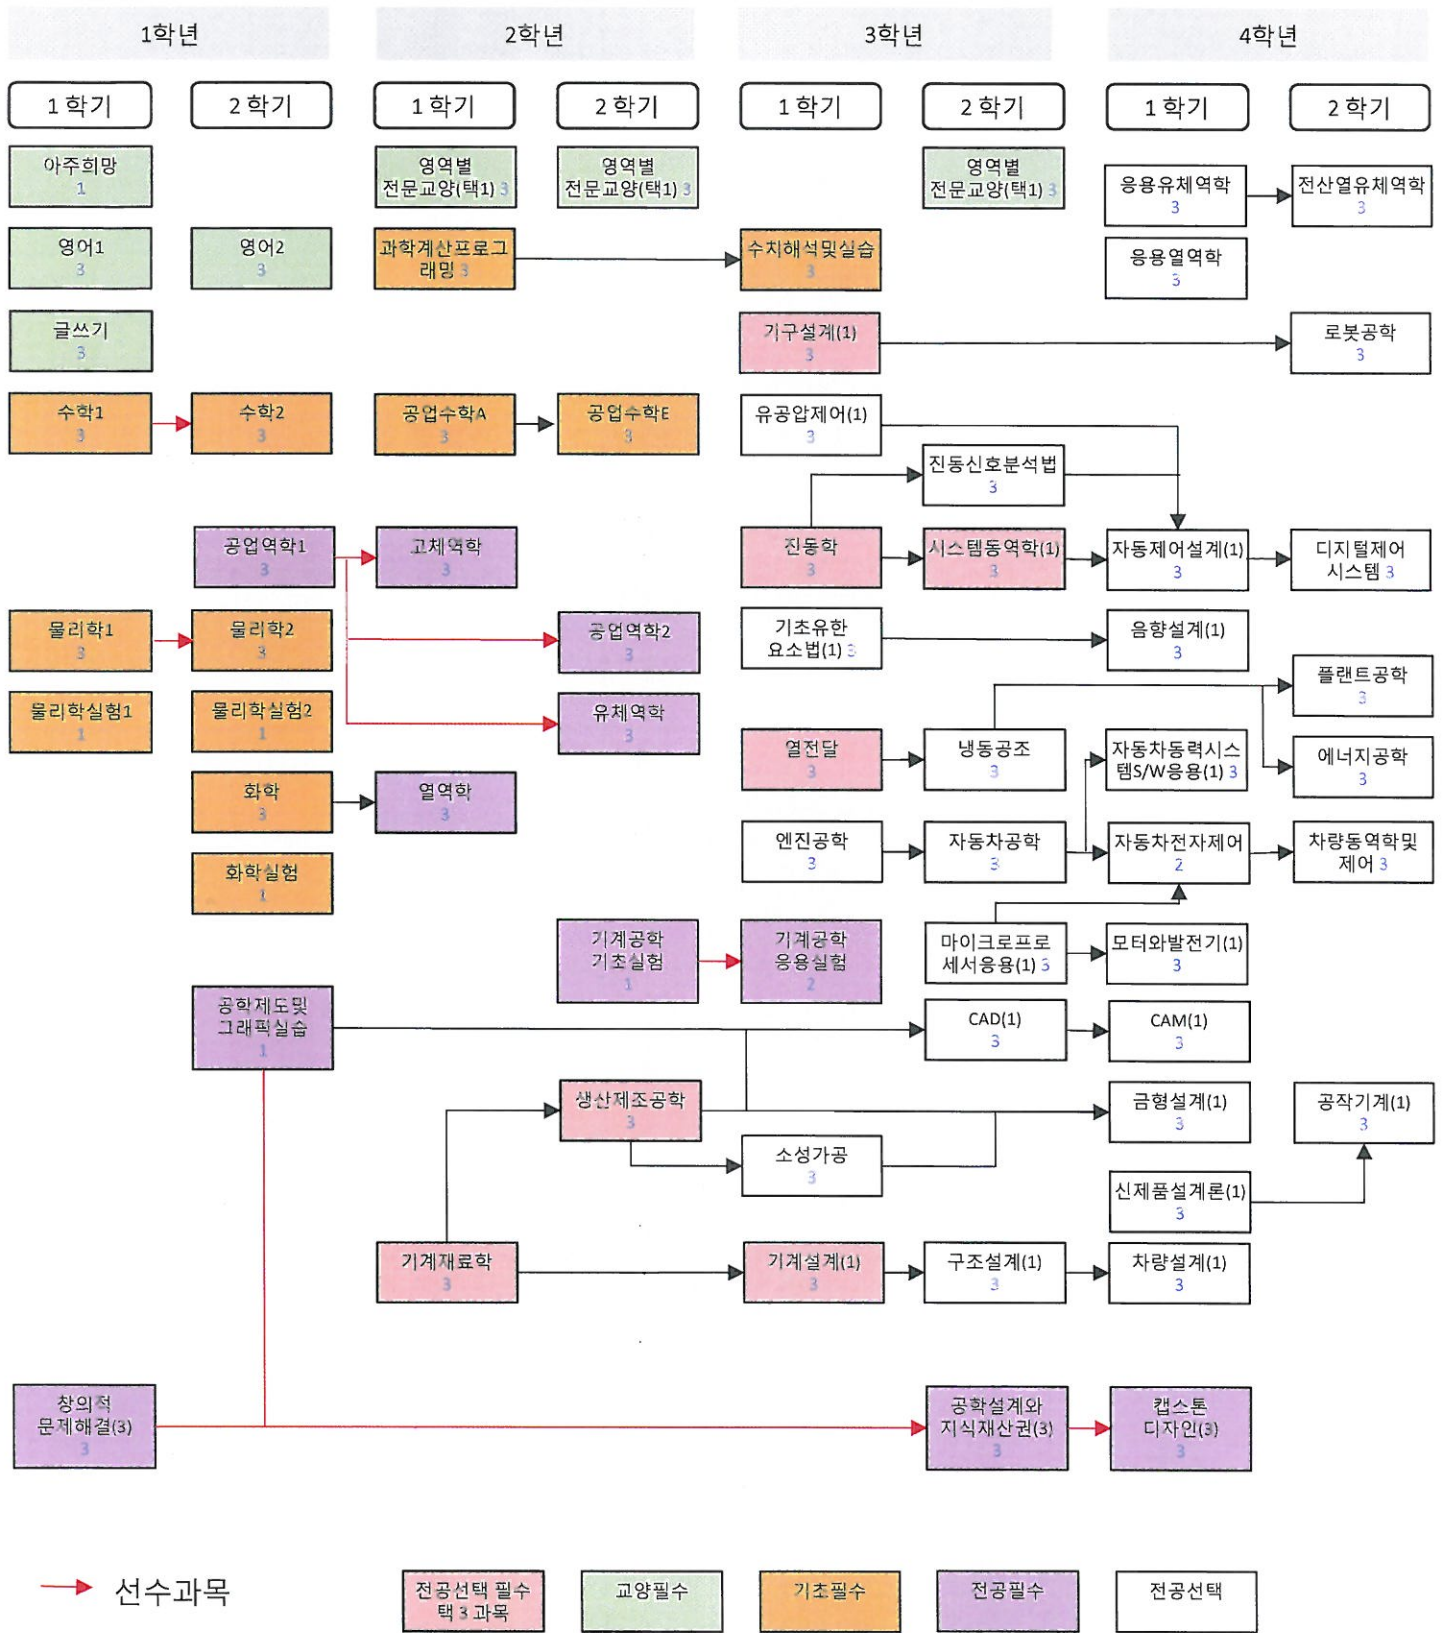 1학년
2학년
3학년
4학년
1 학기
2 학기
1 학기
2 학기
1 학기
2 학기
1 학기
2 학기
아주희망
1
영역별
전문교양(택1) 3
영역별
전문교양(택1) 3
영역별
전문교양(택1) 3
응용유체역학
3
전산열유체역학
3
영어1
3
영어2
3
과학계산프로그
래밍 3
수치해석및실습
3
응용열역학
3
글쓰기
3
기구설계(1)
3
로봇공학
3
수학1
3
수학2
3
공업수학A
3
공업수학E
3
유공압제어(1)
3
진동신호분석법
3
공업역학1
3
고체역학
3
진동학
3
시스템동역학(1)
3
자동제어설계(1)
3
디지털제어
시스템 3
물리학1
3
물리학2
3
공업역학2
3
기초유한
요소법(1) 3
음향설계(1)
3
플랜트공학
3
물리학실험1
1
물리학실험2
1
유체역학
3
열전달
3
냉동공조
3
자동차동력시스
템S/W응용(1) 3
에너지공학
3
화학
3
열역학
3
엔진공학
3
자동차공학
3
자동차전자제어
2
차량동역학및
제어 3
화학실험
1
기계공학
기초실험
1
기계공학
응용실험
2
마이크로프로
세서응용(1) 3
모터와발전기(1)
3
공학제도및
그래픽실습
1
CAD(1)
3
CAM(1)
3
생산제조공학
3
금형설계(1)
3
공작기계(1)
3
소성가공
3
신제품설계론(1)
3
기계재료학
3
기계설계(1)
3
구조설계(1)
3
차량설계(1)
3
창의적
문제해결(3)
3
공학설계와
지식재산권(3)
3
캡스톤
디자인(3)
3
선수과목
전공선택 필수
택 3 과목
교양필수
기초필수
전공필수
전공선택